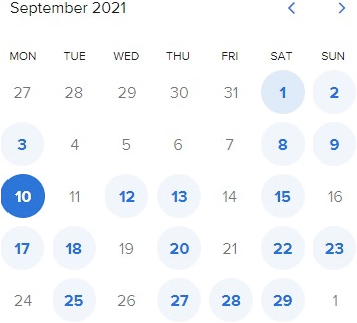 September 2021 < >
MON TUE WED THU FRI SAT SUN
27 28 29 30 31 1 2
3 4 5 6 7 8 9
10 11 12 13 14 15 16
17 18 19 20 21 22 23
24 25 26 27 28 29 1